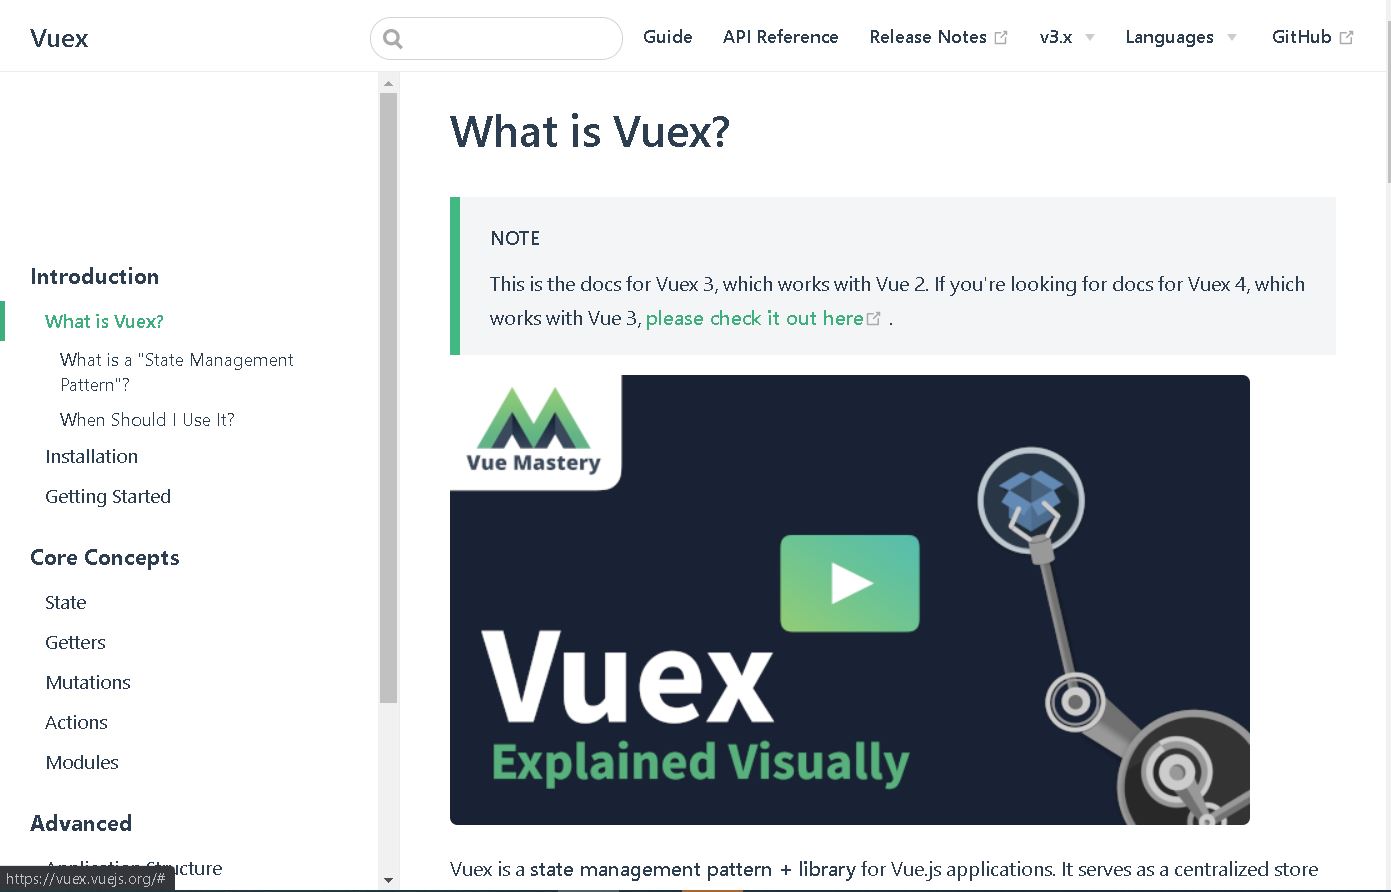 Vuex
Guide
API Reference
Release Notes
v3.x
Languages
GitHub
Introduction
What is Vuex?
What is a "State Management
Pattern"?
When Should I Use It?
Installation
Getting Started
Core Concepts
State
Getters
Mutations
Actions
Modules
Advanced
Application Structure
https://vuex.vuejs.org/#
What is Vuex?
NOTE
This is the docs for Vuex 3, which works with Vue 2. If you're looking for docs for Vuex 4, which
works with Vue 3, please check it out here .
Vue Mastery
Vuex
Explained Visually
Vuex is a state management pattern + library for Vue.js applications. It serves as a centralized store